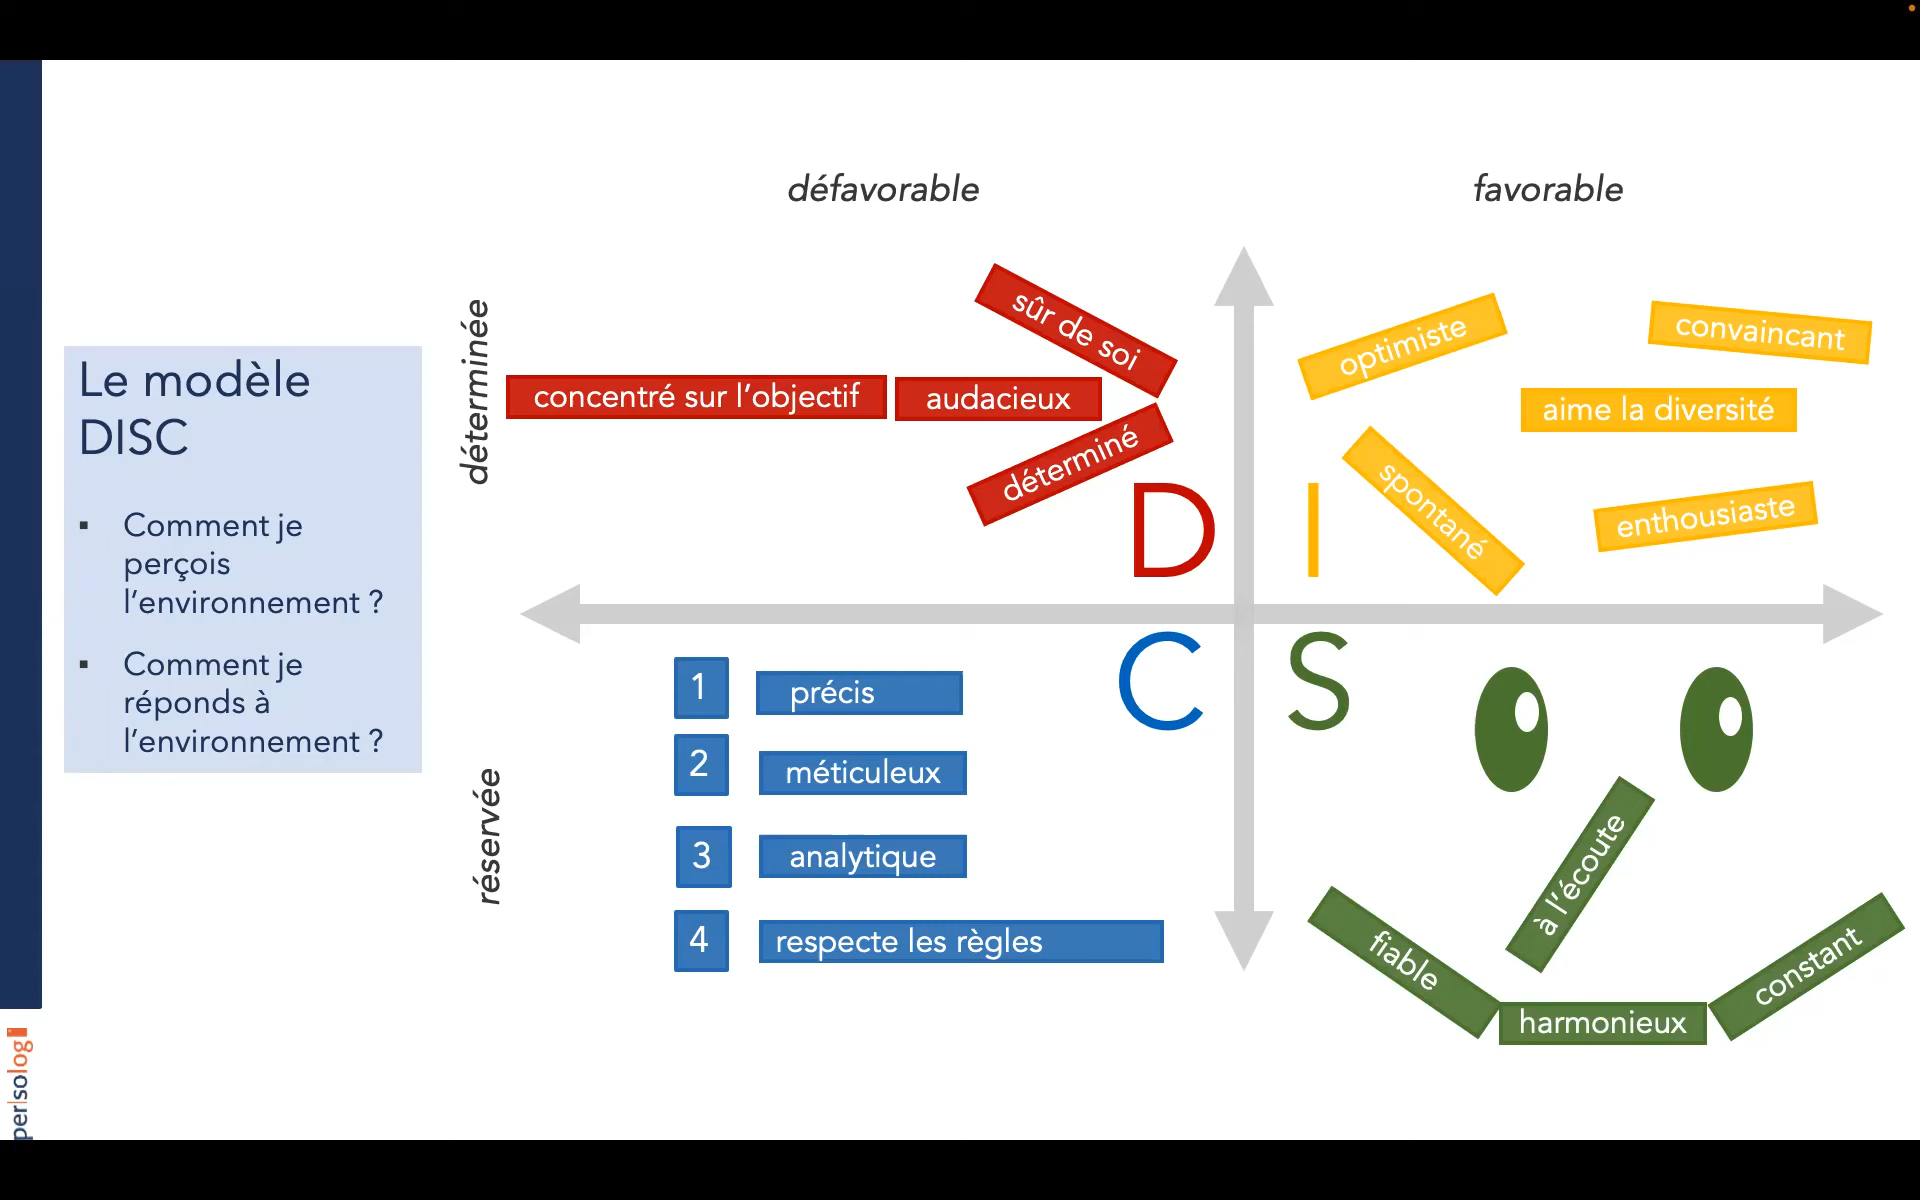 défavorable
favorable
déterminée
réservée
Le modèle
DISC
Comment je
perçois
l'environnement ?
Comment je
réponds à
l'environnement ?
sûr de soi
concentré sur l'objectif
audacieux
déterminé
D
optimiste
convaincant
aime la diversité
spontané
enthousiaste
I
C
1
précis
2
méticuleux
3
analytique
4
respecte les règles
S
à l'écoute
fiable
harmonieux
constant
persolog